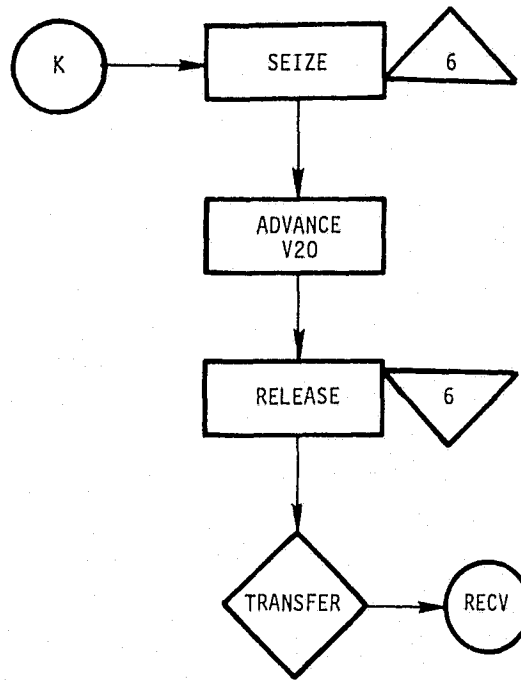 K
SEIZE
6
ADVANCE
V20
RELEASE
6
TRANSFER
RECV